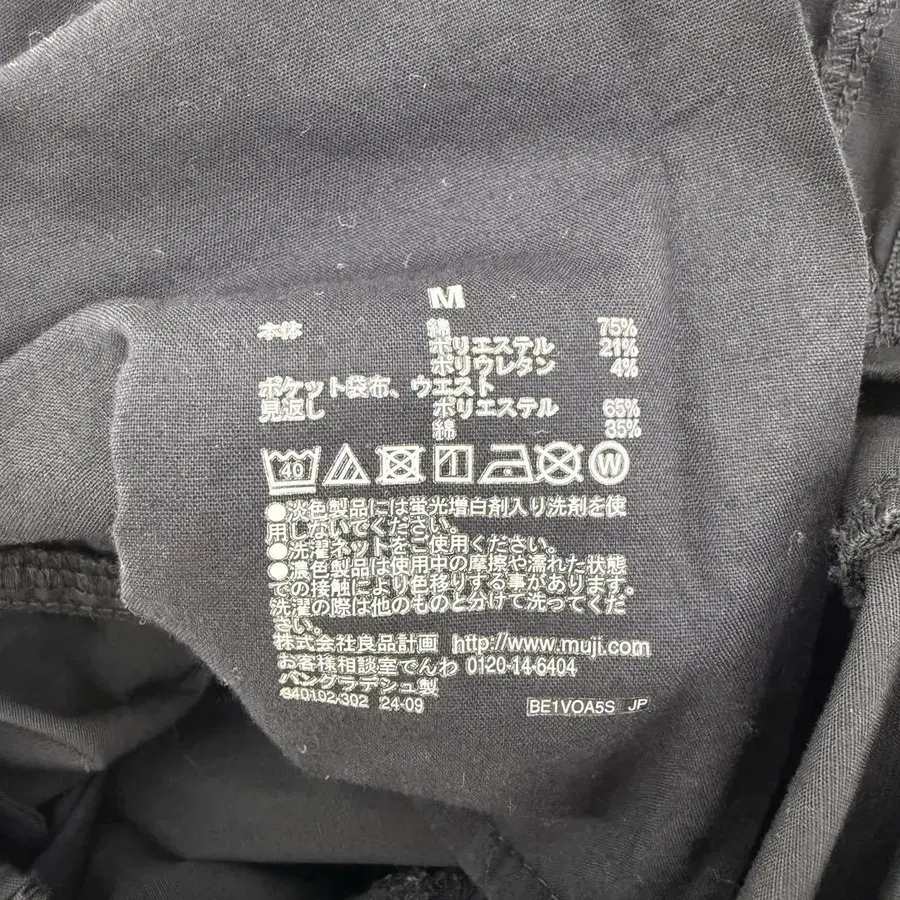 M
本体 綿 75%
ポリエステル 21%
ポリウレタン 4%
ポケット袋布、ウエスト
見返し ポリエステル 65%
綿 35%
40 W
●淡色製品には蛍光増白剤入り洗剤を使
用しないでください。
●洗濯ネットをご使用ください。
●濃色製品は使用中の摩擦や濡れた状態
での接触により色移りする事があります。
洗濯の際は他のものと分けて洗ってくだ
さい。
株式会社良品計画 http://www.muji.com
お客様相談室でんわ 0120-14-6404
バングラデシュ製
840192-302 24-09
BE1VOA5S JP